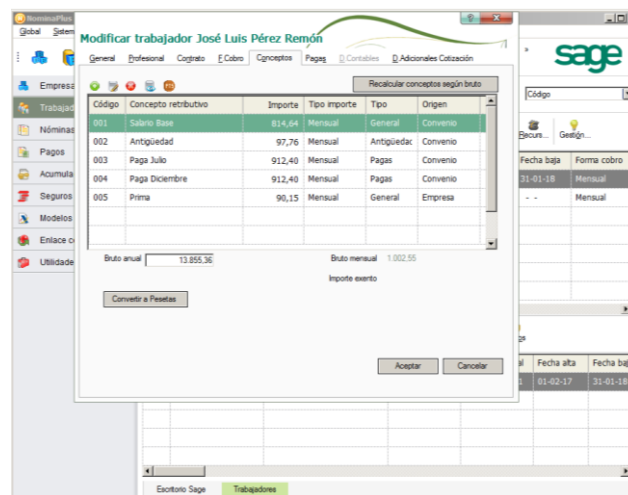 NominaPlus
Global Sistem
Modificar trabajador José Luis Pérez Remón
General Profesional Contrato F.Cobro Conceptos Pagas D.Contables D.Adicionales Cotización
sage
Recalcular conceptos según bruto
Código
Empresa
Trabajad
Nóminas
Pagos
Acumula
Seguros
Modelos
Enlace c
Utilidade
Código Concepto retributivo Importe Tipo importe Tipo Origen
001 Salario Base 814,64 Mensual General Convenio
002 Antigüedad 97,76 Mensual Antigüedac Convenio
003 Paga Julio 912,40 Mensual Pagas Convenio
004 Paga Diciembre 912,40 Mensual Pagas Convenio
005 Prima 90,15 Mensual General Empresa
Recurs... Gestión...
Fecha baja Forma cobro
31-01-18 Mensual
- - Mensual
Bruto anual 13.855,36 Bruto mensual 1.002,55
Importe exento
Convertir a Pesetas
Aceptar Cancelar
Fecha alta Fecha baj
01-02-17 31-01-18
Escritorio Sage Trabajadores